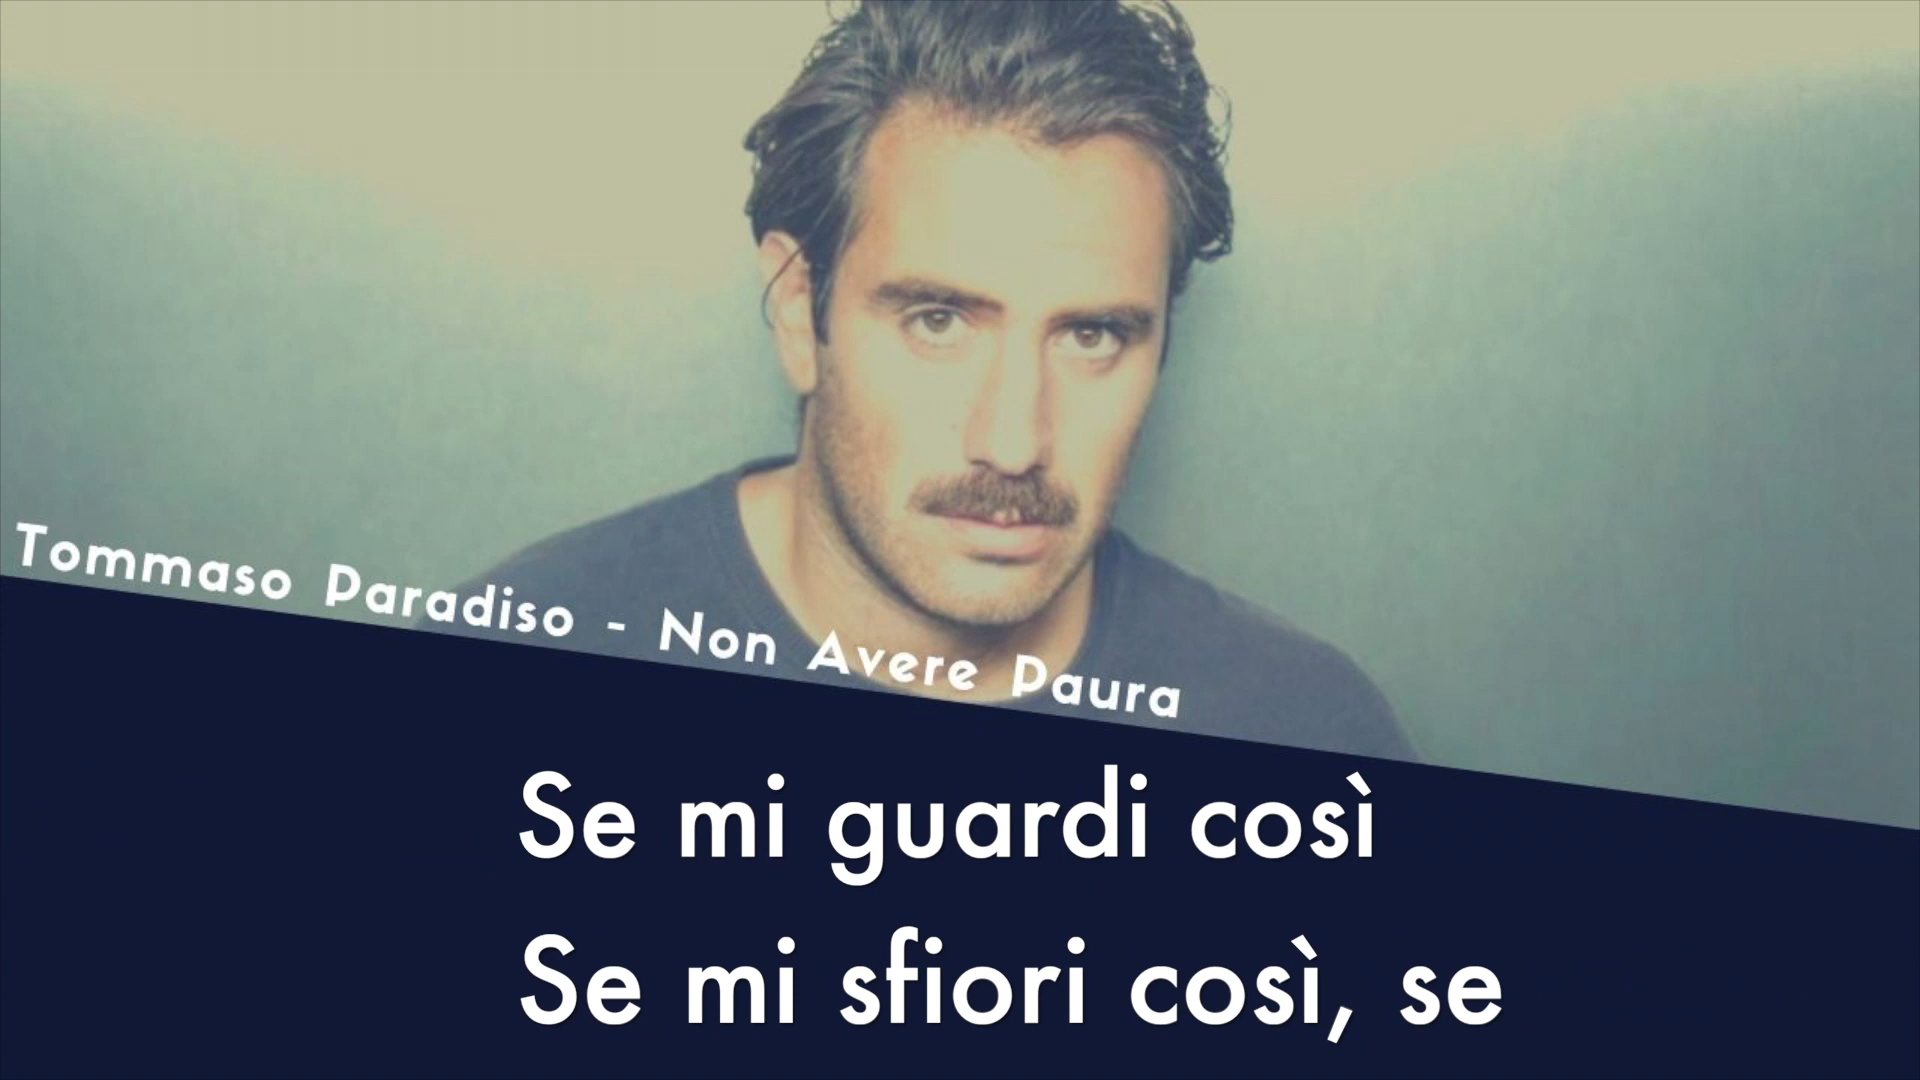 Tommaso Paradiso - Non Avere Paura
Se mi guardi così
Se mi sfiori così, se